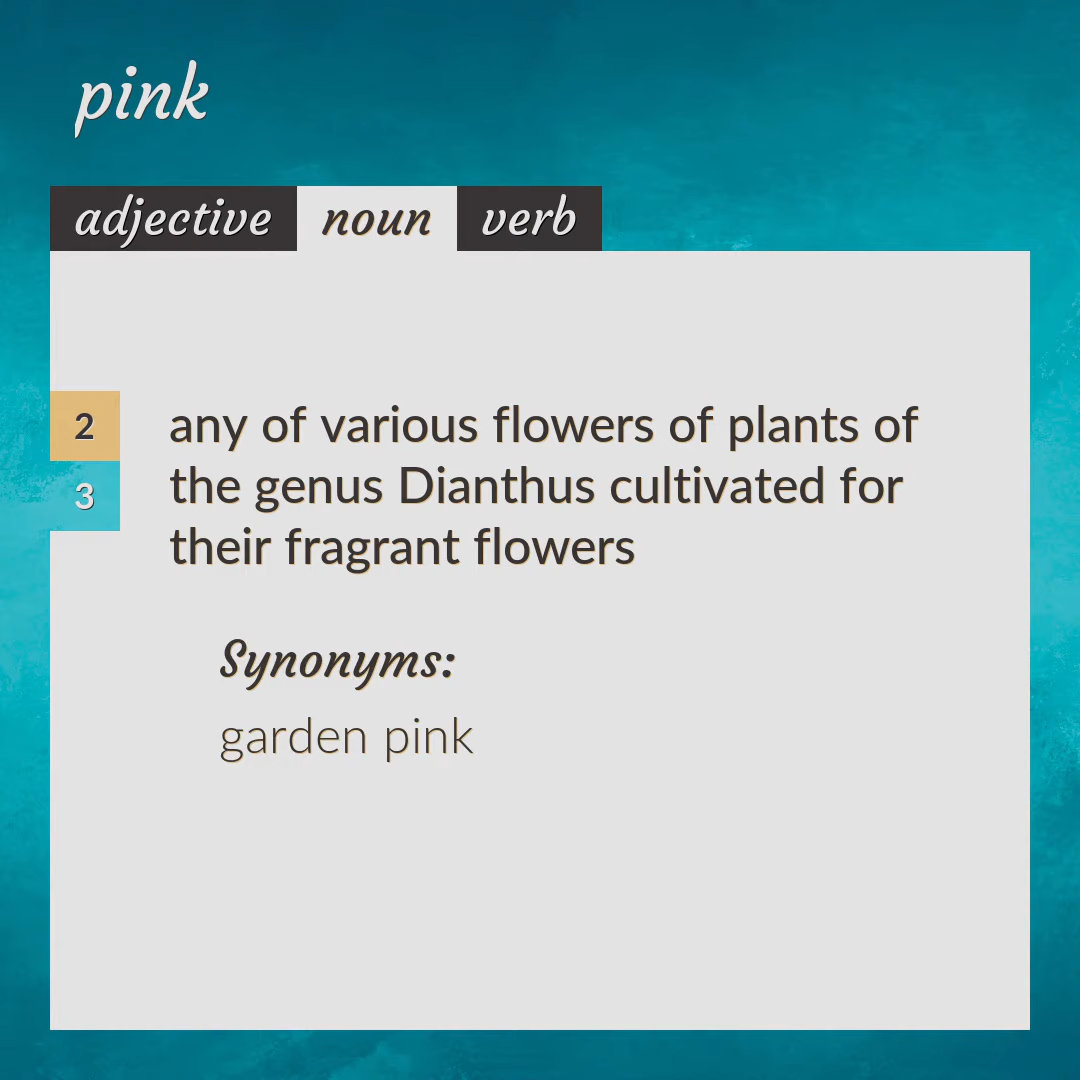 pink
adjective noun verb
2 any of various flowers of plants of
the genus Dianthus cultivated for
3
their fragrant flowers
Synonyms:
garden pink